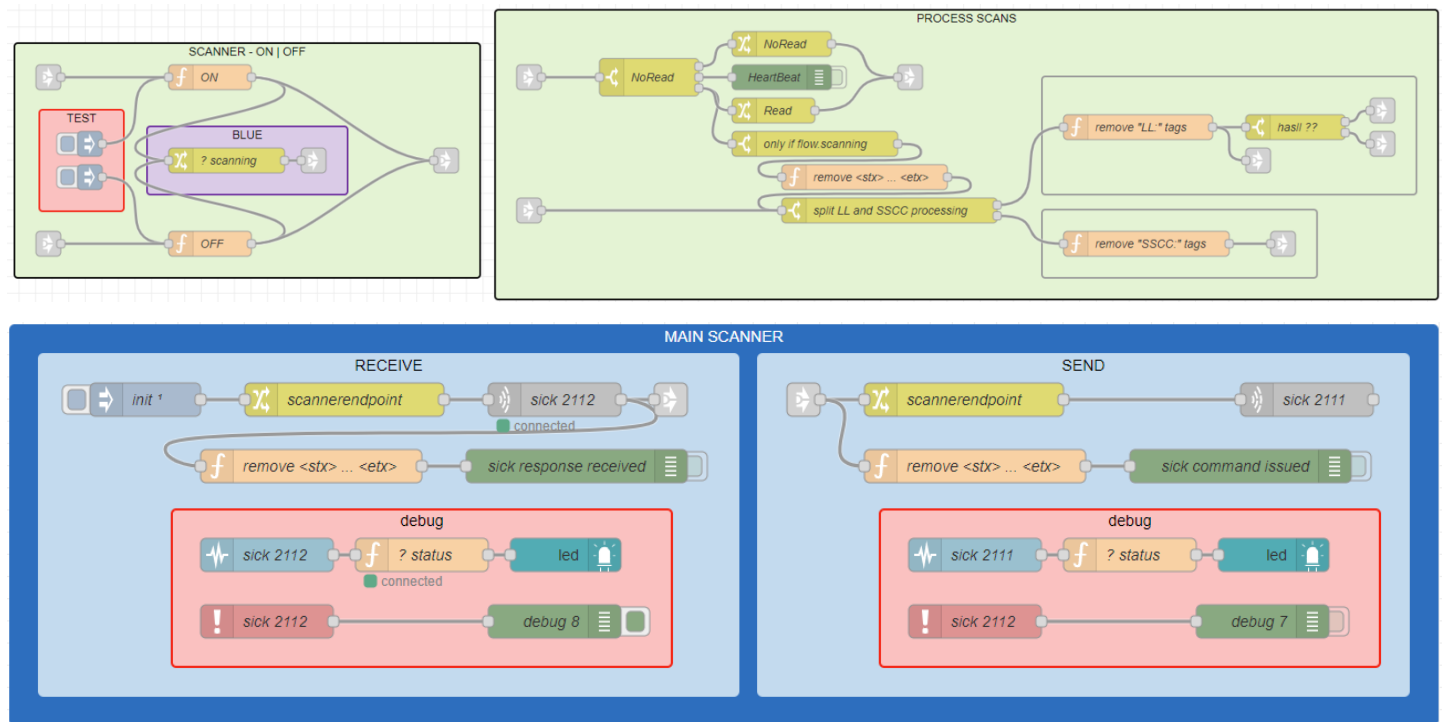 SCANNER - ON | OFF
ON
TEST
BLUE
? scanning
OFF
PROCESS SCANS
NoRead
NoRead
HeartBeat
Read
only if flow.scanning
remove <stx> ... <etx>
split LL and SSCC processing
remove "LL:" tags
hasll ??
remove "SSCC:" tags
MAIN SCANNER
RECEIVE
init ¹
scannerendpoint
sick 2112
connected
remove <stx> ... <etx>
sick response received
debug
sick 2112
? status
led
connected
sick 2112
debug 8
SEND
scannerendpoint
sick 2111
remove <stx> ... <etx>
sick command issued
debug
sick 2111
? status
led
sick 2112
debug 7